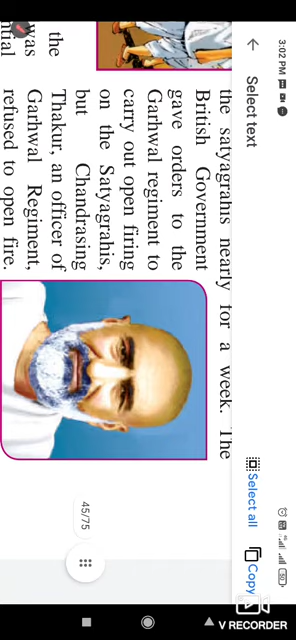 3:02 PM
Select text
the satyagrahis nearly for a week. The
British Government
gave orders to the
Garhwal regiment to
carry out open firing
on the Satyagrahis,
but Chandrasing
Thakur, an officer of
Garhwal Regiment,
refused to open fire.
the
was
45/75
Select all
Copy
V RECORDER